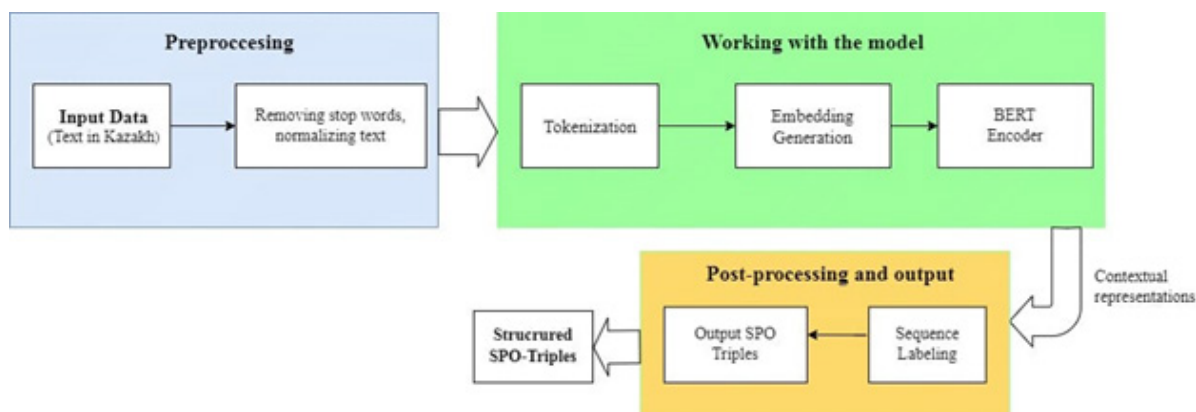 Preproccesing
Input Data
(Text in Kazakh)
Removing stop words,
normalizing text
Working with the model
Tokenization
Embedding
Generation
BERT
Encoder
Contextual
representations
Post-processing and output
Sequence
Labeling
Output SPO
Triples
Strucrured
SPO-Triples